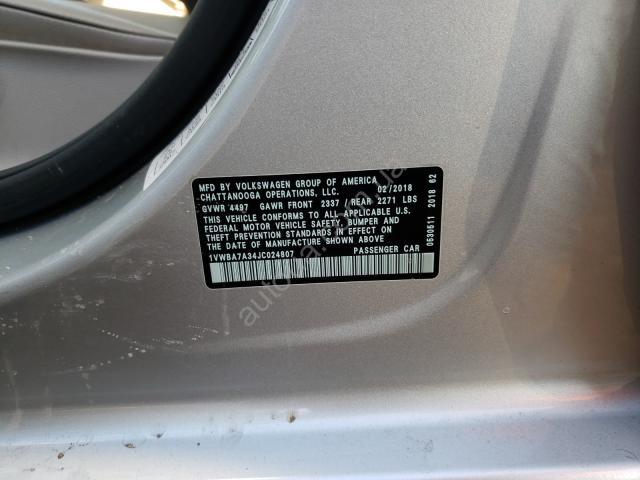 MFD BY VOLKSWAGEN GROUP OF AMERICA
CHATTANOOGA OPERATIONS, LLC. 02/2018
GVWR 4497 GAWR FRONT 2337 REAR 2271 LBS
THIS VEHICLE CONFORMS TO ALL APPLICABLE U.S.
FEDERAL MOTOR VEHICLE SAFETY, BUMPER AND
THEFT PREVENTION STANDARDS IN EFFECT ON
THE DATE OF MANUFACTURE SHOWN ABOVE.
1VWBA7A34JC024807 PASSENGER CAR
0530511 2018 62